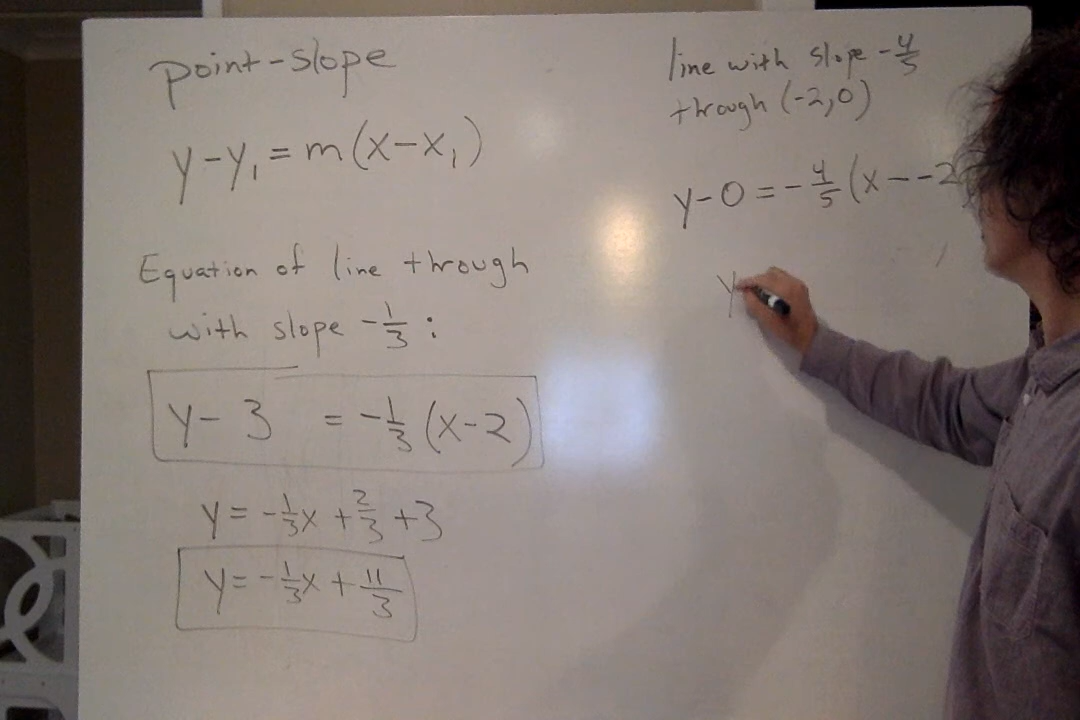 point-slope
y-y₁=m(x-x₁)
Equation of line through
with slope -1/3:
y-3 = -1/3(x-2)
y=-1/3x+2/3+3
y=-1/3x+11/3
line with slope -4/5
through (-2,0)
y-0=-4/5(x--2
y